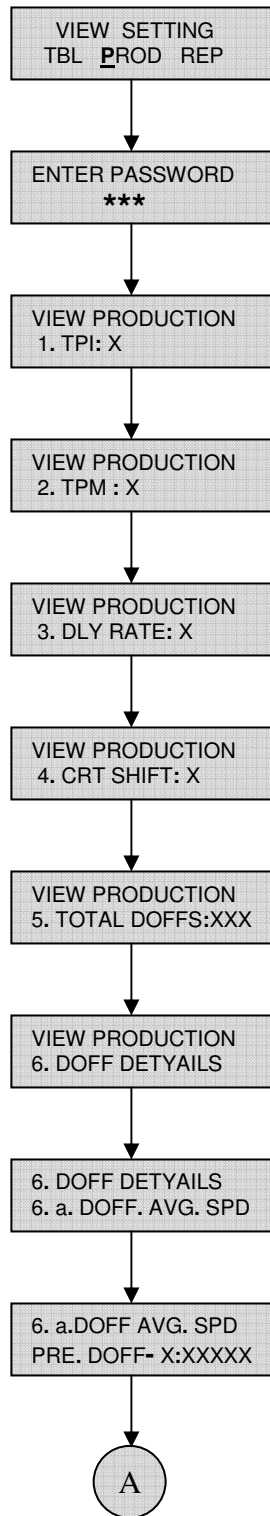 VIEW SETTING
TBL PROD REP
ENTER PASSWORD
***
VIEW PRODUCTION
1. TPI: X
VIEW PRODUCTION
2. TPM : X
VIEW PRODUCTION
3. DLY RATE: X
VIEW PRODUCTION
4. CRT SHIFT: X
VIEW PRODUCTION
5. TOTAL DOFFS:XXX
VIEW PRODUCTION
6. DOFF DETYAILS
6. DOFF DETYAILS
6. a. DOFF. AVG. SPD
6. a.DOFF AVG. SPD
PRE. DOFF- X:XXXXX
A